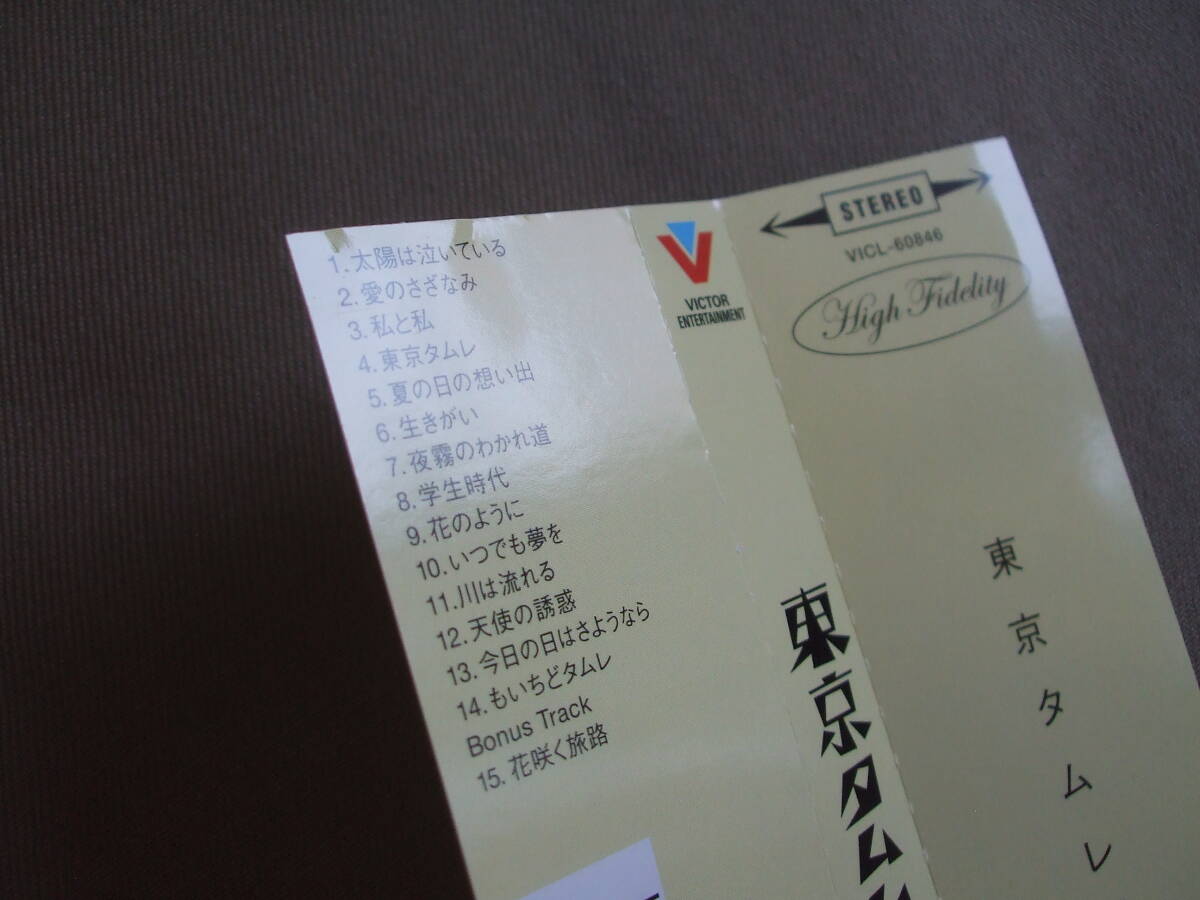 1.太陽は泣いている
2.愛のさざなみ
3.私と私
4.東京タムレ
5.夏の日の想い出
6.生きがい
7.夜霧のわかれ道
8.学生時代
9.花のように
10.いつでも夢を
11.川は流れる
12.天使の誘惑
13.今日の日はさようなら
14.もいちどタムレ
Bonus Track
15.花咲く旅路
VICTOR
ENTERTAINMENT
東京タム
STEREO
VICL-60846
High Fidelity
東京タムレ